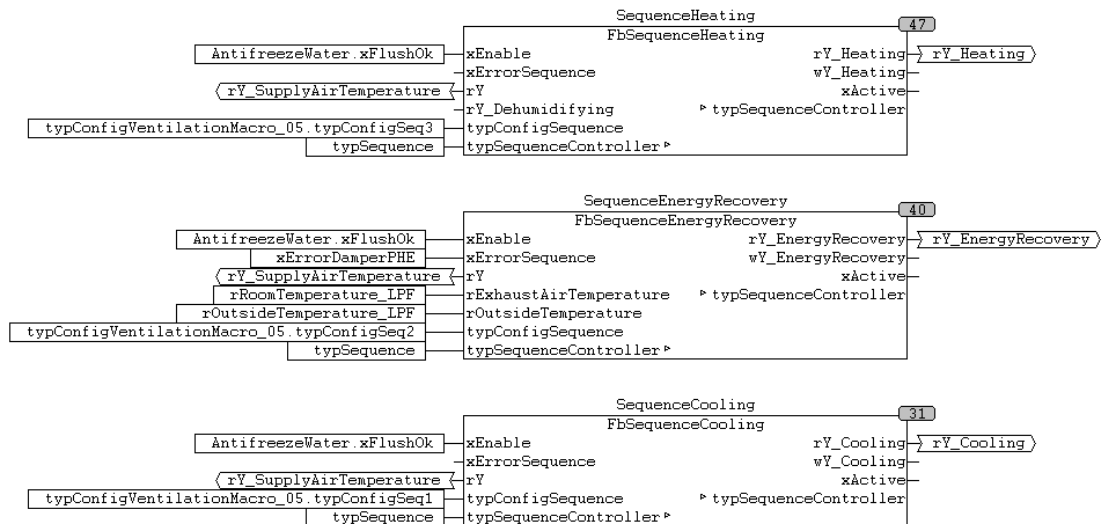 SequenceHeating
47
FbSequenceHeating
AntifreezeWater.xFlushOk xEnable rY_Heating rY_Heating
xErrorSequence wY_Heating
rY_SupplyAirTemperature rY xActive
rY_Dehumidifying typSequenceController
typConfigVentilationMacro_05.typConfigSeq3 typConfigSequence
typSequence typSequenceController
SequenceEnergyRecovery
40
FbSequenceEnergyRecovery
AntifreezeWater.xFlushOk xEnable rY_EnergyRecovery rY_EnergyRecovery
xErrorDamperPHE xErrorSequence wY_EnergyRecovery
rY_SupplyAirTemperature rY xActive
rRoomTemperature_LPF rExhaustAirTemperature typSequenceController
rOutsideTemperature_LPF rOutsideTemperature
typConfigVentilationMacro_05.typConfigSeq2 typConfigSequence
typSequence typSequenceController
SequenceCooling
31
FbSequenceCooling
AntifreezeWater.xFlushOk xEnable rY_Cooling rY_Cooling
xErrorSequence wY_Cooling
rY_SupplyAirTemperature rY xActive
typConfigVentilationMacro_05.typConfigSeq1 typConfigSequence typSequenceController
typSequence typSequenceController